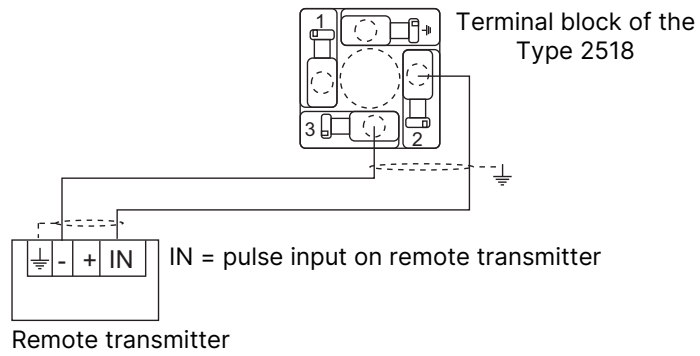 Terminal block of the
Type 2518
1
3
2
- + IN
IN = pulse input on remote transmitter
Remote transmitter